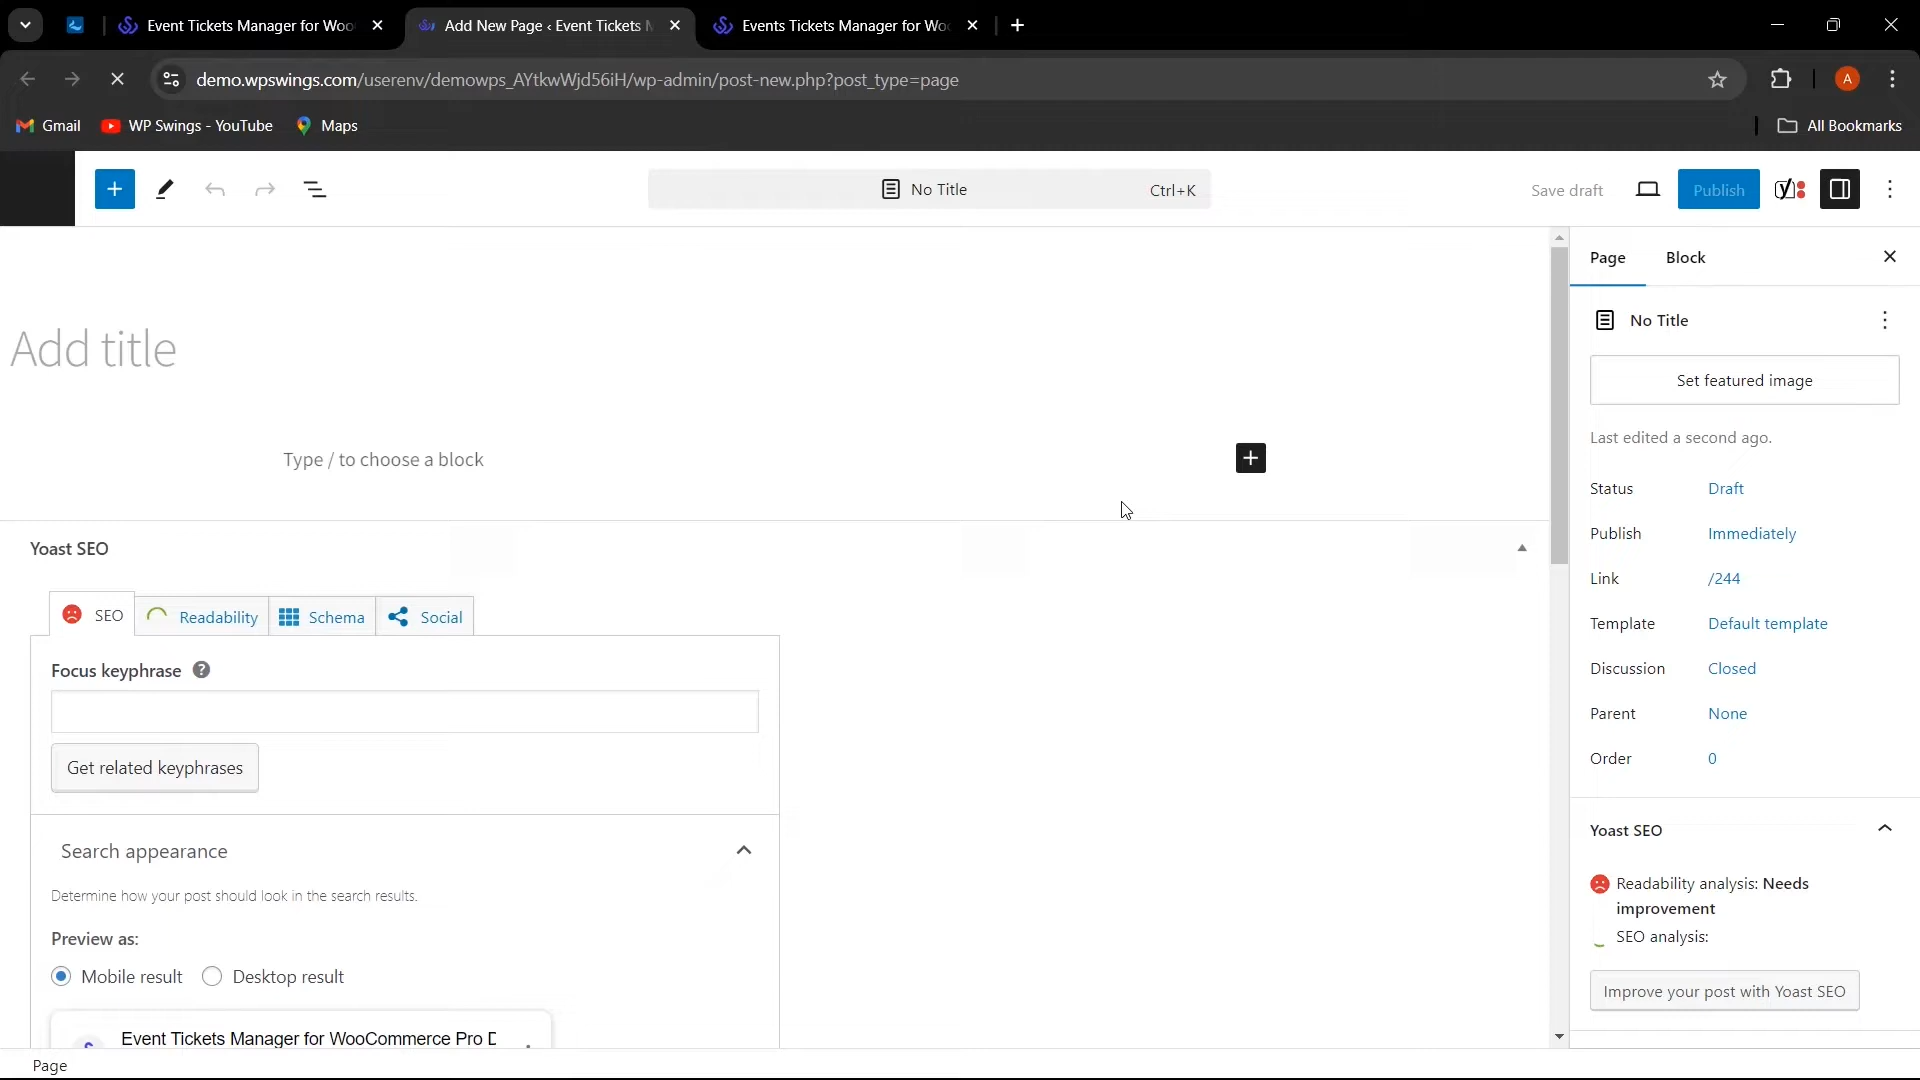 Event Tickets Manager for Woo
Add New Page ‹ Event Tickets M
Events Tickets Manager for Wo
demo.wpswings.com/userenv/demowps_AYtkwWjd56iH/wp-admin/post-new.php?post_type=page
A
Gmail
WP Swings - YouTube
Maps
All Bookmarks
No Title
Ctrl+K
Save draft
Publish
Page
Block
Add title
No Title
Set featured image
Last edited a second ago.
Type / to choose a block
Status Draft
Publish Immediately
Link /244
Template Default template
Discussion Closed
Parent None
Order 0
Yoast SEO
SEO
Readability
Schema
Social
Focus keyphrase ?
Get related keyphrases
Search appearance
Determine how your post should look in the search results.
Preview as:
Mobile result
Desktop result
Event Tickets Manager for WooCommerce Pro D
Yoast SEO
Readability analysis: Needs
improvement
SEO analysis:
Improve your post with Yoast SEO
Page